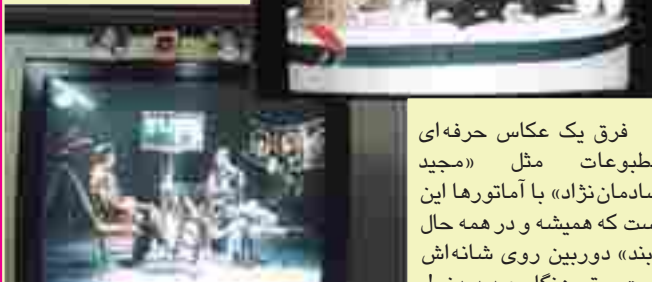 فرق یک عکاس حرفه‌ای
طبوعات مثل «مجید
شادمان‌نژاد» با آماتورها این
ست که همیشه و در همه حال
بند» دوربین روی شانه‌اش